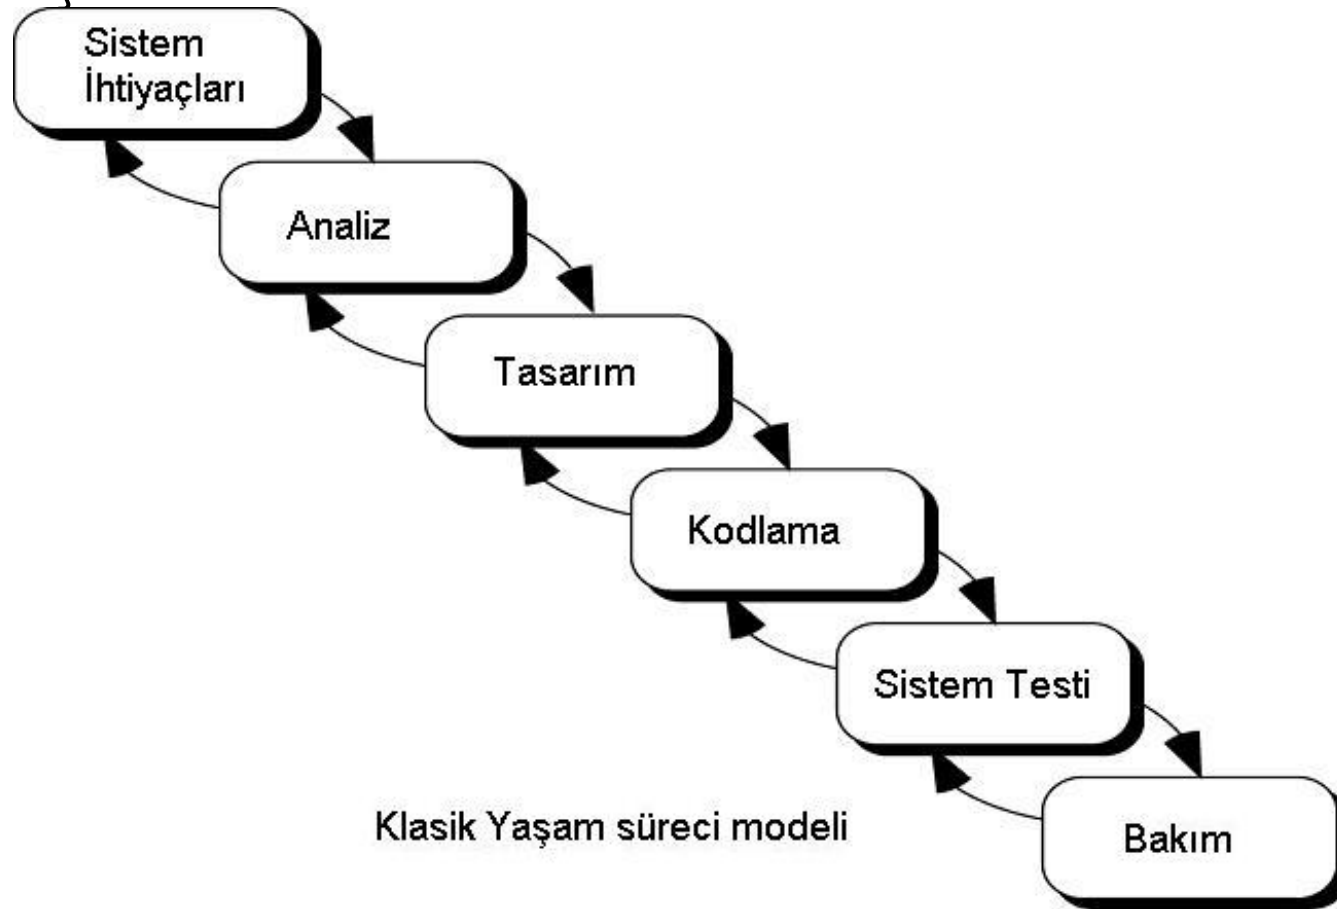 Sistem
İhtiyaçları
Analiz
Tasarım
Kodlama
Sistem Testi
Klasik Yaşam süreci modeli
Bakım